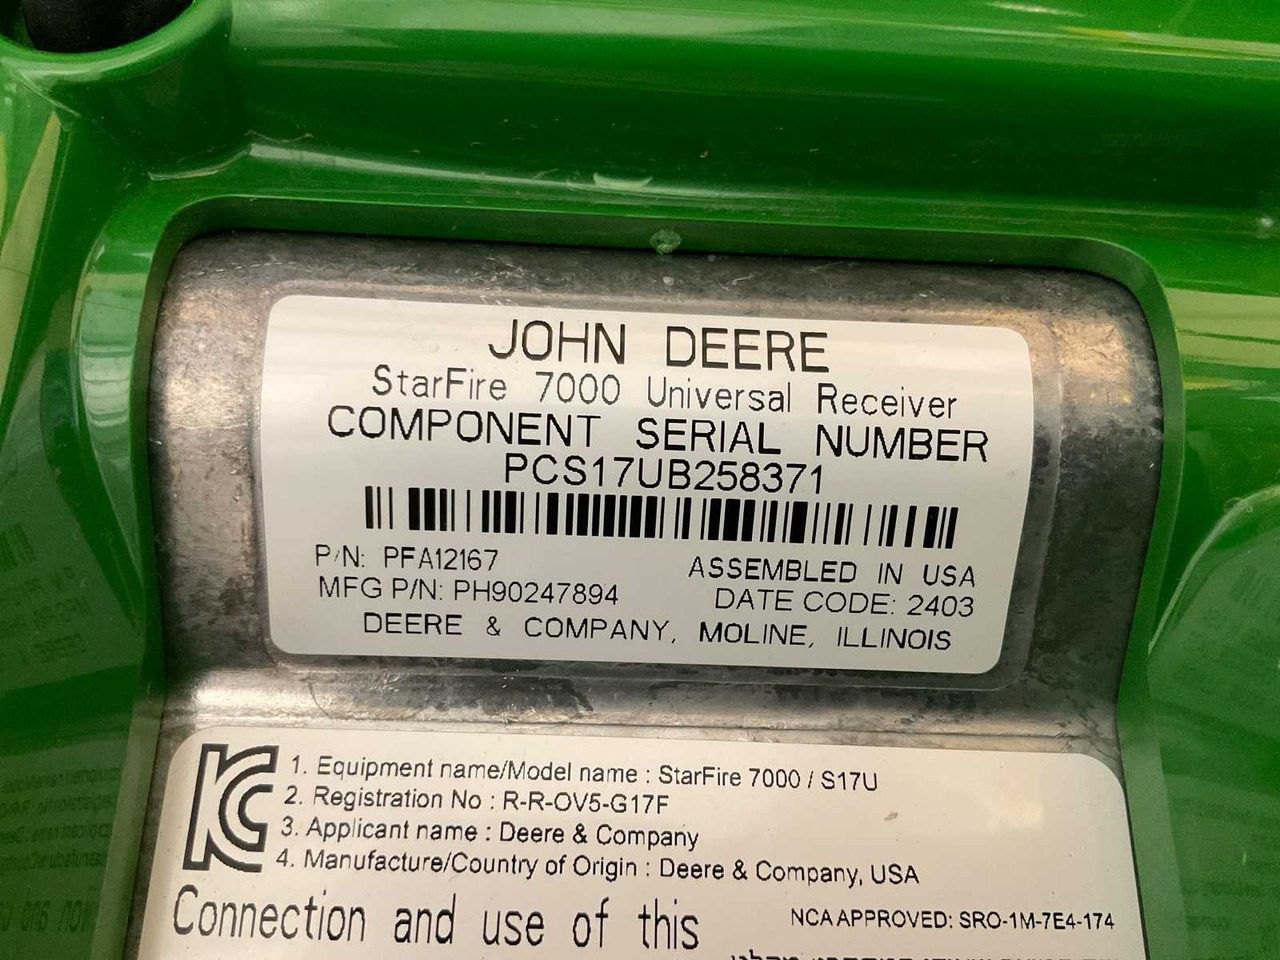 JOHN DEERE
StarFire 7000 Universal Receiver
COMPONENT SERIAL NUMBER
PCS17UB258371
P/N: PFA12167
ASSEMBLED IN USA
MFG P/N: PH90247894
DATE CODE: 2403
DEERE & COMPANY, MOLINE, ILLINOIS
1. Equipment name/Model name : StarFire 7000 / S17U
2. Registration No : R-R-OV5-G17F
3. Applicant name : Deere & Company
4. Manufacture/Country of Origin : Deere & Company, USA
Connection and use of this
NCA APPROVED: SRO-1M-7E4-174